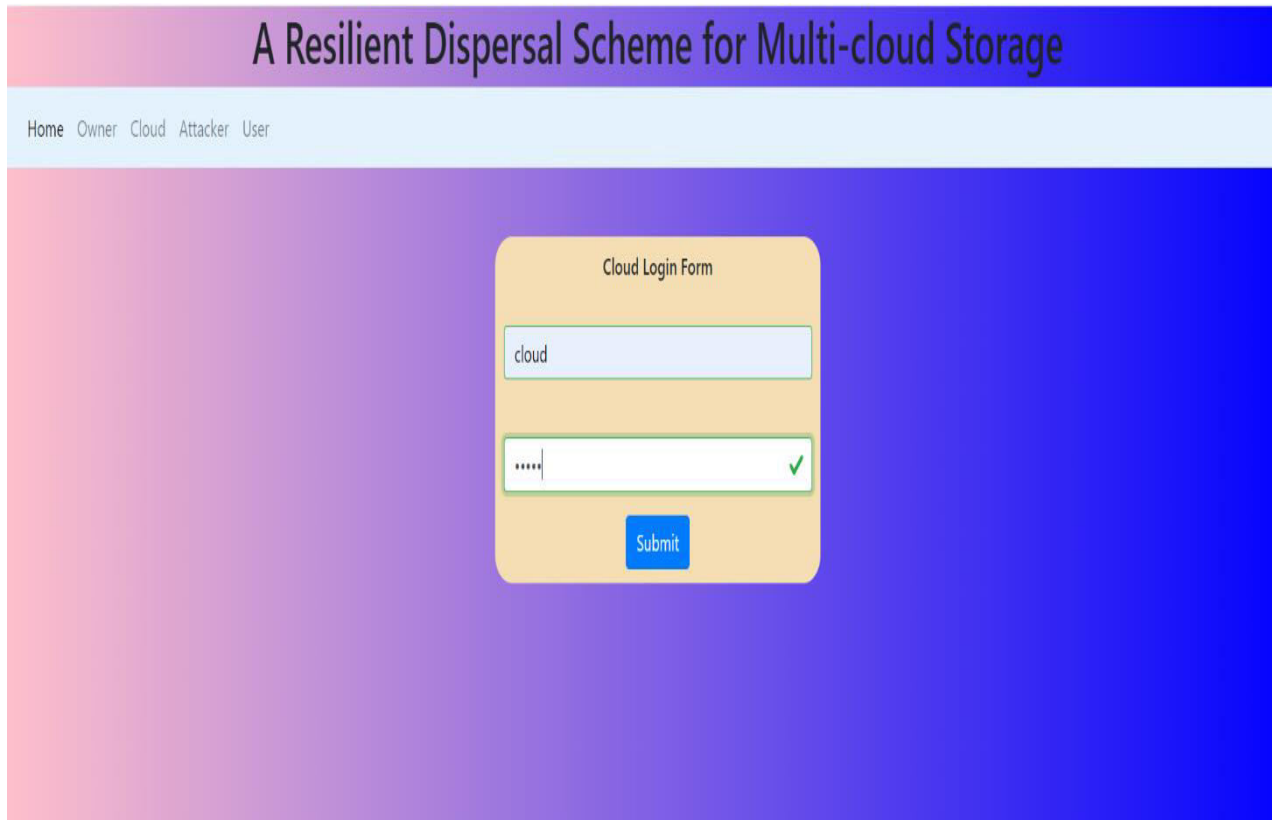 A Resilient Dispersal Scheme for Multi-cloud Storage
Home Owner Cloud Attacker User
Cloud Login Form
cloud
•••••
Submit